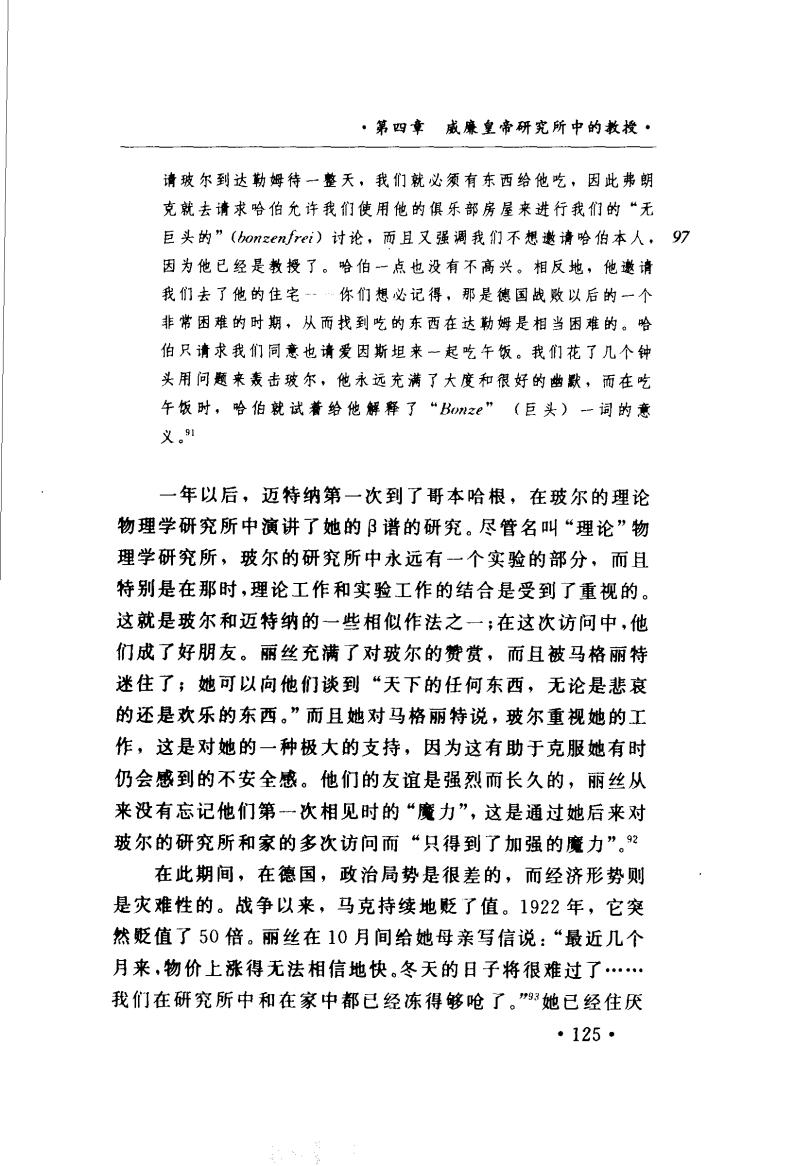 ·第四章 威廉皇帝研究所中的教授·
请玻尔到达勒姆待一整天，我们就必须有东西给他吃，因此弗朗
克就去请求哈伯允许我们使用他的俱乐部房屋来进行我们的“无
巨头的”(bonzenfrei)讨论，而且又强调我们不想邀请哈伯本人， 97
因为他已经是教授了。哈伯一点也没有不高兴。相反地，他邀请
我们去了他的住宅——你们想必记得，那是德国战败以后的一个
非常困难的时期，从而找到吃的东西在达勒姆是相当困难的。哈
伯只请求我们同意也请爱因斯坦来一起吃午饭。我们花了几个钟
头用问题来轰击玻尔，他永远充满了大度和很好的幽默，而在吃
午饭时，哈伯就试着给他解释了“Bonze”（巨头）一词的意
义。91
一年以后，迈特纳第一次到了哥本哈根，在玻尔的理论
物理学研究所中演讲了她的β谱的研究。尽管名叫“理论”物
理学研究所，玻尔的研究所中永远有一个实验的部分，而且
特别是在那时，理论工作和实验工作的结合是受到了重视的。
这就是玻尔和迈特纳的一些相似作法之一；在这次访问中，他
们成了好朋友。丽丝充满了对玻尔的赞赏，而且被马格丽特
迷住了；她可以向他们谈到“天下的任何东西，无论是悲哀
的还是欢乐的东西。”而且她对马格丽特说，玻尔重视她的工
作，这是对她的一种极大的支持，因为这有助于克服她有时
仍会感到的不安全感。他们的友谊是强烈而长久的，丽丝从
来没有忘记他们第一次相见时的“魔力”，这是通过她后来对
玻尔的研究所和家的多次访问而“只得到了加强的魔力”。92
在此期间，在德国，政治局势是很差的，而经济形势则
是灾难性的。战争以来，马克持续地贬了值。1922年，它突
然贬值了50倍。丽丝在10月间给她母亲写信说：“最近几个
月来，物价上涨得无法相信地快。冬天的日子将很难过了……
我们在研究所中和在家中都已经冻得够呛了。”93她已经住厌
·125·